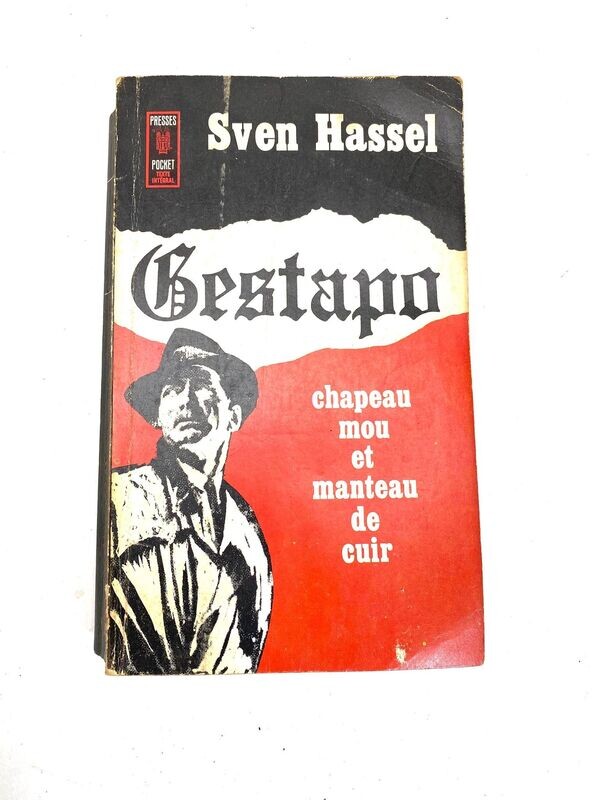 PRESSES
POCKET
TEXTE
INTÉGRAL
Sven Hassel
Gestapo
chapeau
mou
et
manteau
de
cuir